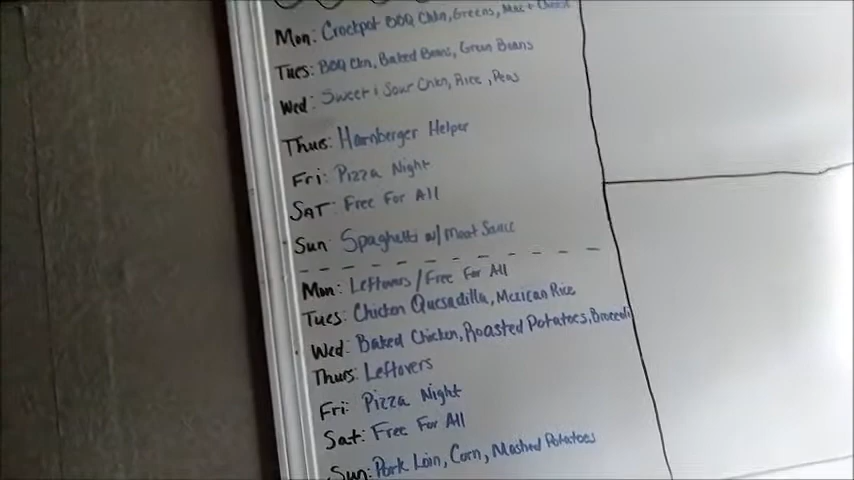 Mon: Crockpot BBQ Chkn, Greens, Mac + Cheese
Tues: BBQ Ckn, Baked Beans, Green Beans
Wed: Sweet & Sour Chkn, Rice, Peas
Thus: Hamberger Helper
Fri: Pizza Night
SAT: Free For All
Sun: Spaghetti w/ Meat Sauce
Mon: Leftovers/Free For All
Tues: Chicken Quesadilla, Mexican Rice
Wed: Baked Chicken, Roasted Potatoes, Broccoli
Thurs: Leftovers
Fri: Pizza Night
Sat: Free For All
Sun: Pork Loin, Corn, Mashed Potatoes